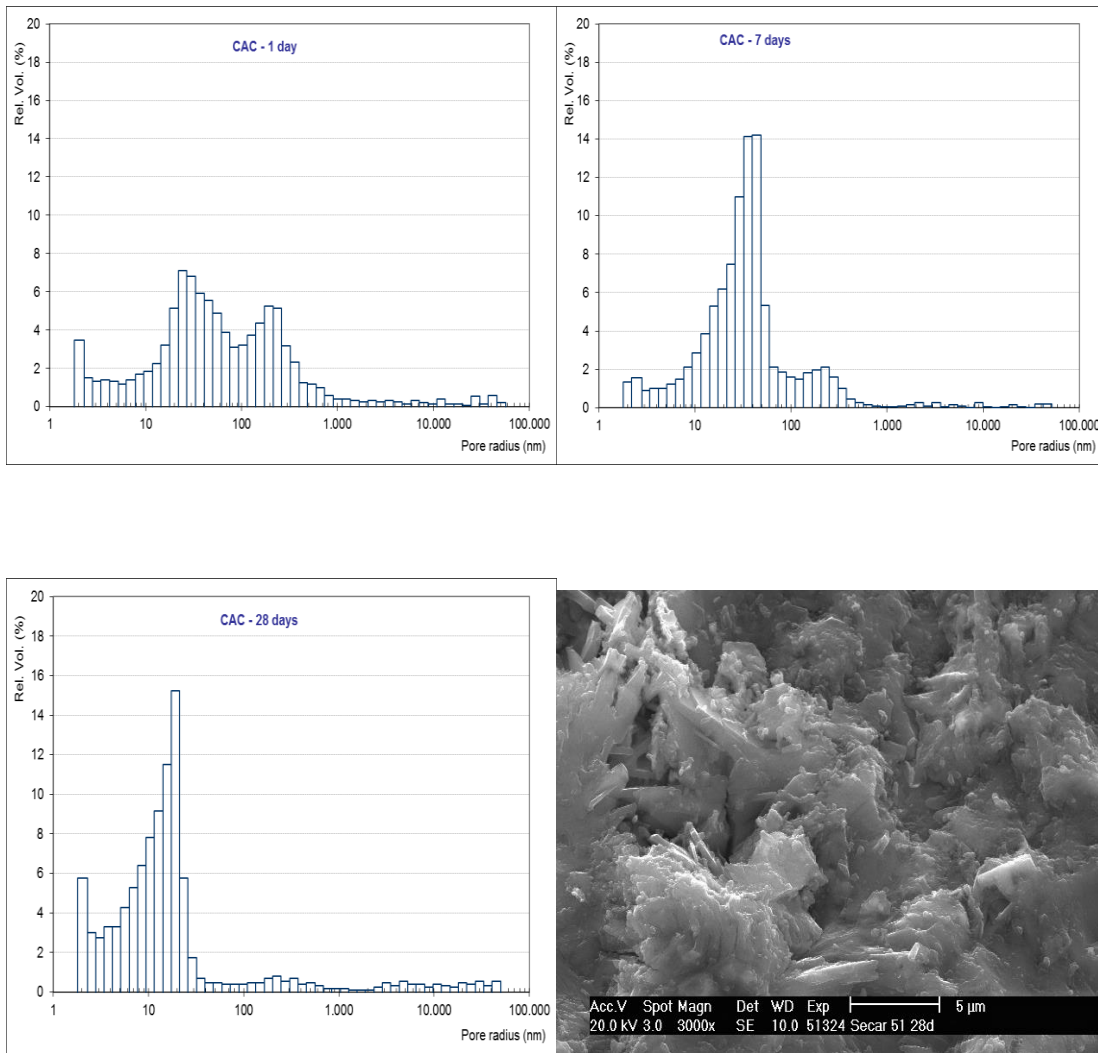 CAC - 1 day
Rel. Vol. (%)
20
18
16
14
12
10
8
6
4
2
0
1 10 100 1.000 10.000 100.000
Pore radius (nm)
CAC - 7 days
Rel. Vol. (%)
20
18
16
14
12
10
8
6
4
2
0
1 10 100 1.000 10.000 100.000
Pore radius (nm)
CAC - 28 days
Rel. Vol. (%)
20
18
16
14
12
10
8
6
4
2
0
1 10 100 1.000 10.000 100.000
Pore radius (nm)
Acc.V Spot Magn Det WD Exp 5 µm
20.0 kV 3.0 3000x SE 10.0 51324 Secar 51 28d